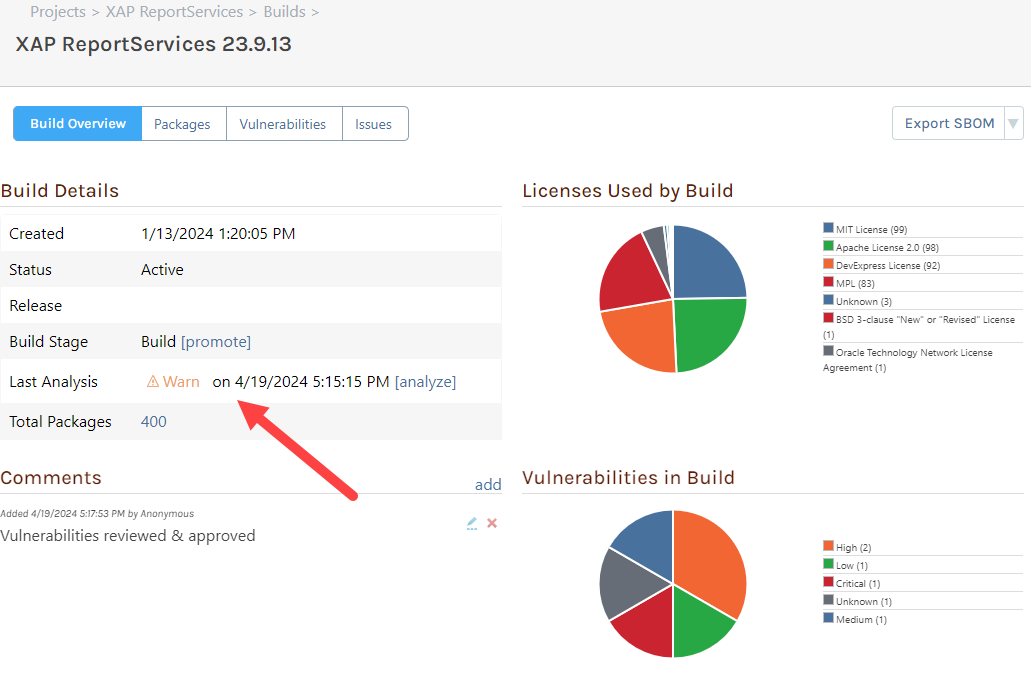 Projects > XAP ReportServices > Builds >
XAP ReportServices 23.9.13
Build Overview Packages Vulnerabilities Issues Export SBOM
Build Details
Created 1/13/2024 1:20:05 PM
Status Active
Release
Build Stage Build [promote]
Last Analysis Warn on 4/19/2024 5:15:15 PM [analyze]
Total Packages 400
Licenses Used by Build
MIT License (99)
Apache License 2.0 (98)
DevExpress License (92)
MPL (83)
Unknown (3)
BSD 3-clause "New" or "Revised" License
(1)
Oracle Technology Network License
Agreement (1)
Comments add
Added 4/19/2024 5:17:53 PM by Anonymous
Vulnerabilities reviewed & approved
Vulnerabilities in Build
High (2)
Low (1)
Critical (1)
Unknown (1)
Medium (1)